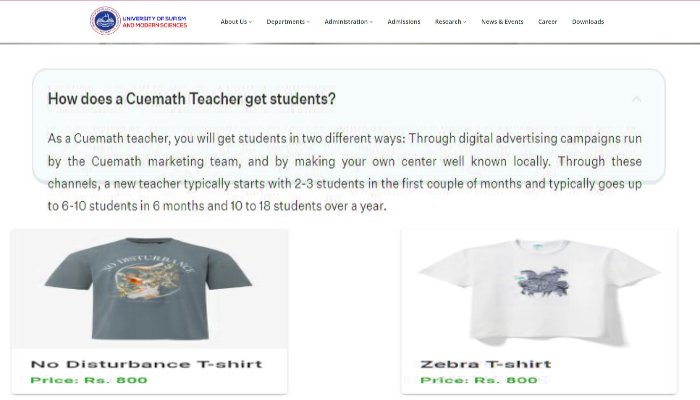 UNIVERSITY OF SUFISM
AND MODERN SCIENCES
About Us Departments Administration Admissions Research News & Events Career Downloads
How does a Cuemath Teacher get students?
As a Cuemath teacher, you will get students in two different ways: Through digital advertising campaigns run
by the Cuemath marketing team, and by making your own center well known locally. Through these
channels, a new teacher typically starts with 2-3 students in the first couple of months and typically goes up
to 6-10 students in 6 months and 10 to 18 students over a year.
NO DISTURBANCE
No Disturbance T-shirt
Price: Rs. 800
Zebra T-shirt
Price: Rs. 800